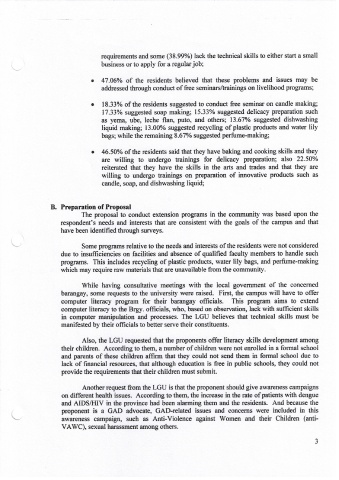 requirements and some (38.99%) lack the technical skills to either start a small
business or to apply for a regular job;
• 47.06% of the residents believed that these problems and issues may be
addressed through conduct of free seminars/trainings on livelihood programs;
• 18.33% of the residents suggested to conduct free seminar on candle making;
17.33% suggested soap making; 15.33% suggested delicacy preparation such
as yema, ube, leche flan, puto, and others; 13.67% suggested dishwashing
liquid making; 13.00% suggested recycling of plastic products and water lily
bags; while the remaining 8.67% suggested perfume-making;
• 46.50% of the residents said that they have baking and cooking skills and they
are willing to undergo trainings for delicacy preparation; also 22.50%
reiterated that they have the skills in the arts and trades and that they are
willing to undergo trainings on preparation of innovative products such as
candle, soap, and dishwashing liquid;
B. Preparation of Proposal
The proposal to conduct extension programs in the community was based upon the
respondent's needs and interests that are consistent with the goals of the campus and that
have been identified through surveys.
Some programs relative to the needs and interests of the residents were not considered
due to insufficiencies on facilities and absence of qualified faculty members to handle such
programs. This includes recycling of plastic products, water lily bags, and perfume-making
which may require raw materials that are unavailable from the community.
While having consultative meetings with the local government of the concerned
barangay, some requests to the university were raised. First, the campus will have to offer
computer literacy program for their barangay officials. This program aims to extend
computer literacy to the Brgy. officials, who, based on observation, lack with sufficient skills
in computer manipulation and processes. The LGU believes that technical skills must be
manifested by their officials to better serve their constituents.
Also, the LGU requested that the proponents offer literacy skills development among
their children. According to them, a number of children were not enrolled in a formal school
and parents of these children affirm that they could not send them in formal school due to
lack of financial resources, that although education is free in public schools, they could not
provide the requirements that their children must submit.
Another request from the LGU is that the proponent should give awareness campaigns
on different health issues. According to them, the increase in the rate of patients with dengue
and AIDS/HIV in the province had been alarming them and the residents. And because the
proponent is a GAD advocate, GAD-related issues and concerns were included in this
awareness campaign, such as Anti-Violence against Women and their Children (anti-
VAWC), sexual harassment among others.
3